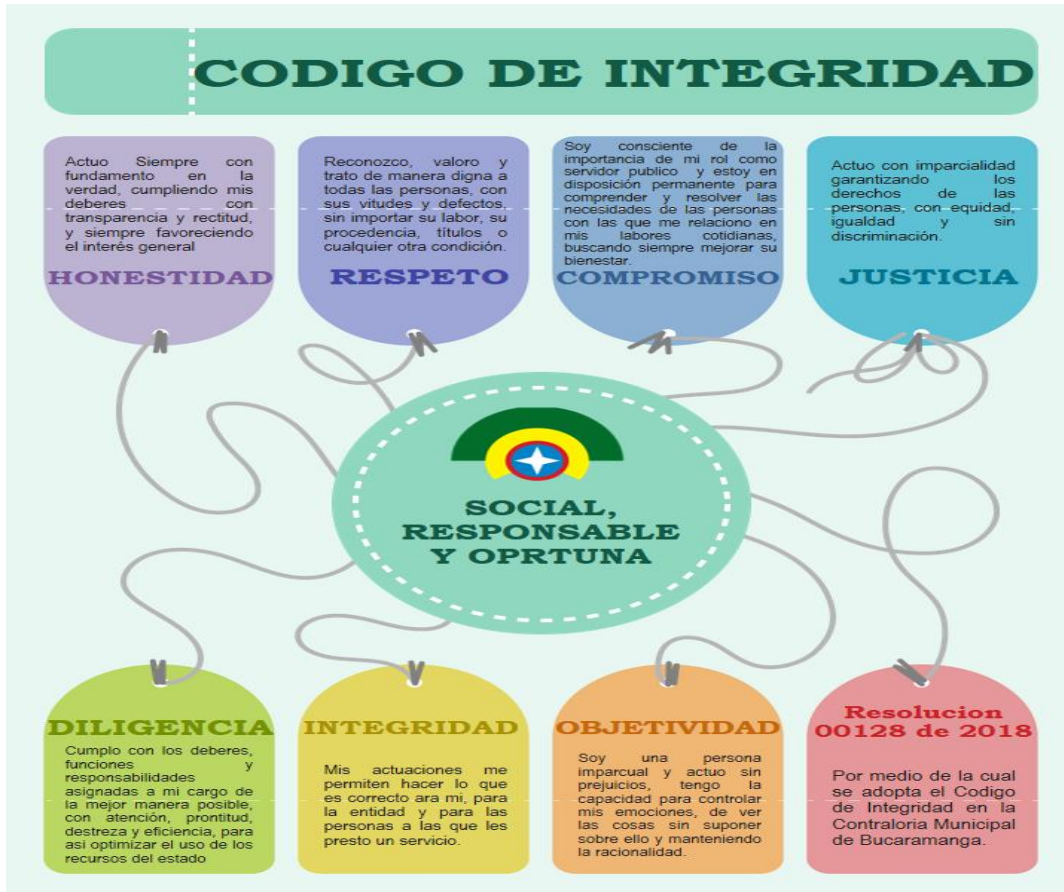 CODIGO DE INTEGRIDAD
Actuo Siempre con
fundamento en la
verdad, cumpliendo mis
deberes con
transparencia y rectitud,
y siempre favoreciendo
el interés general
HONESTIDAD
Reconozco, valoro y
trato de manera digna a
todas las personas, con
sus vitudes y defectos,
sin importar su labor, su
procedencia, títulos o
cualquier otra condición.
RESPETO
Soy consciente de la
importancia de mi rol como
servidor publico y estoy en
disposición permanente para
comprender y resolver las
necesidades de las personas
con las que me relaciono en
mis labores cotidianas,
buscando siempre mejorar su
bienestar.
COMPROMISO
Actuo con imparcialidad
garantizando los
derechos de las
personas, con equidad,
igualdad y sin
discriminación.
JUSTICIA
SOCIAL,
RESPONSABLE
Y OPRTUNA
DILIGENCIA
Cumplo con los deberes,
funciones y
responsabilidades
asignadas a mi cargo de
la mejor manera posible,
con atención, prontitud,
destreza y eficiencia, para
asi optimizar el uso de los
recursos del estado
INTEGRIDAD
Mis actuaciones me
permiten hacer lo que
es correcto ara mi, para
la entidad y para las
personas a las que les
presto un servicio.
OBJETIVIDAD
Soy una persona
imparcual y actuo sin
prejuicios, tengo la
capacidad para controlar
mis emociones, de ver
las cosas sin suponer
sobre ello y manteniendo
la racionalidad.
Resolucion
00128 de 2018
Por medio de la cual
se adopta el Codigo
de Integridad en la
Contraloria Municipal
de Bucaramanga.